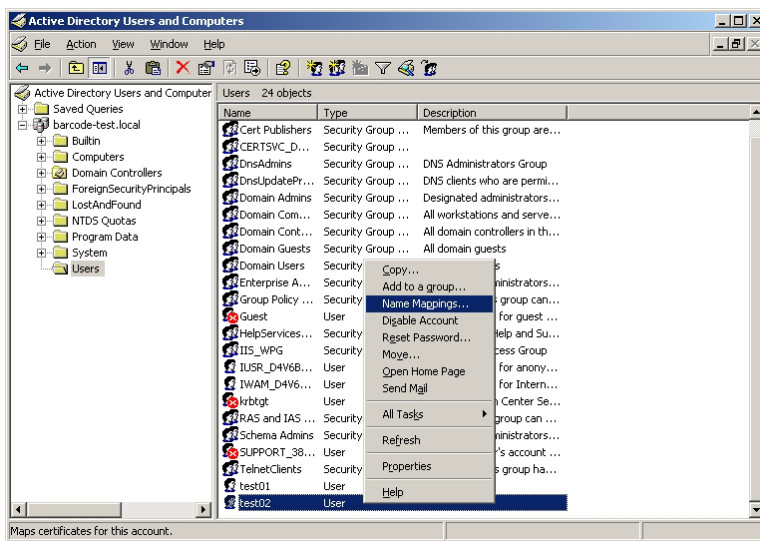 Active Directory Users and Computers
File Action View Window Help
Active Directory Users and Computer
Saved Queries
barcode-test.local
Builtin
Computers
Domain Controllers
ForeignSecurityPrincipals
LostAndFound
NTDS Quotas
Program Data
System
Users
Users 24 objects
Name Type Description
Cert Publishers Security Group ... Members of this group are...
CERTSVC_D... Security Group ...
DnsAdmins Security Group ... DNS Administrators Group
DnsUpdatePr... Security Group ... DNS clients who are permi...
Domain Admins Security Group ... Designated administrators...
Domain Com... Security Group ... All workstations and serve...
Domain Cont... Security Group ... All domain controllers in th...
Domain Guests Security Group ... All domain guests
Domain Users Security s
Enterprise A... Security ministrators...
Group Policy ... Security group can...
Guest User for guest ...
HelpServices... Security Help and Su...
IIS_WPG Security cess Group
IUSR_D4V6B... User for anony...
IWAM_D4V6... User for Intern...
krbtgt User Center Se...
RAS and IAS ... Security group can ...
Schema Admins Security ministrators...
SUPPORT_38... User 's account ...
TelnetClients Security s group ha...
test01 User
test02 User
Copy...
Add to a group...
Name Mappings...
Disable Account
Reset Password...
Move...
Open Home Page
Send Mail
All Tasks
Refresh
Properties
Help
Maps certificates for this account.